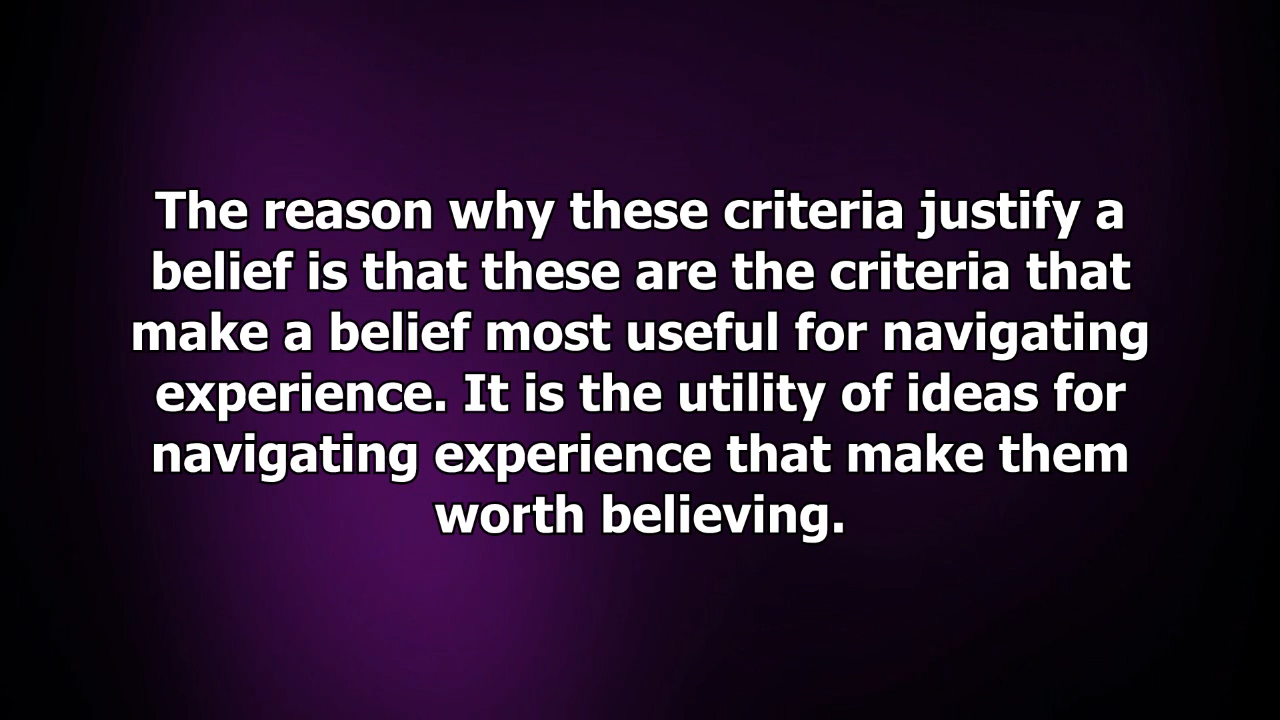 The reason why these criteria justify a
belief is that these are the criteria that
make a belief most useful for navigating
experience. It is the utility of ideas for
navigating experience that make them
worth believing.